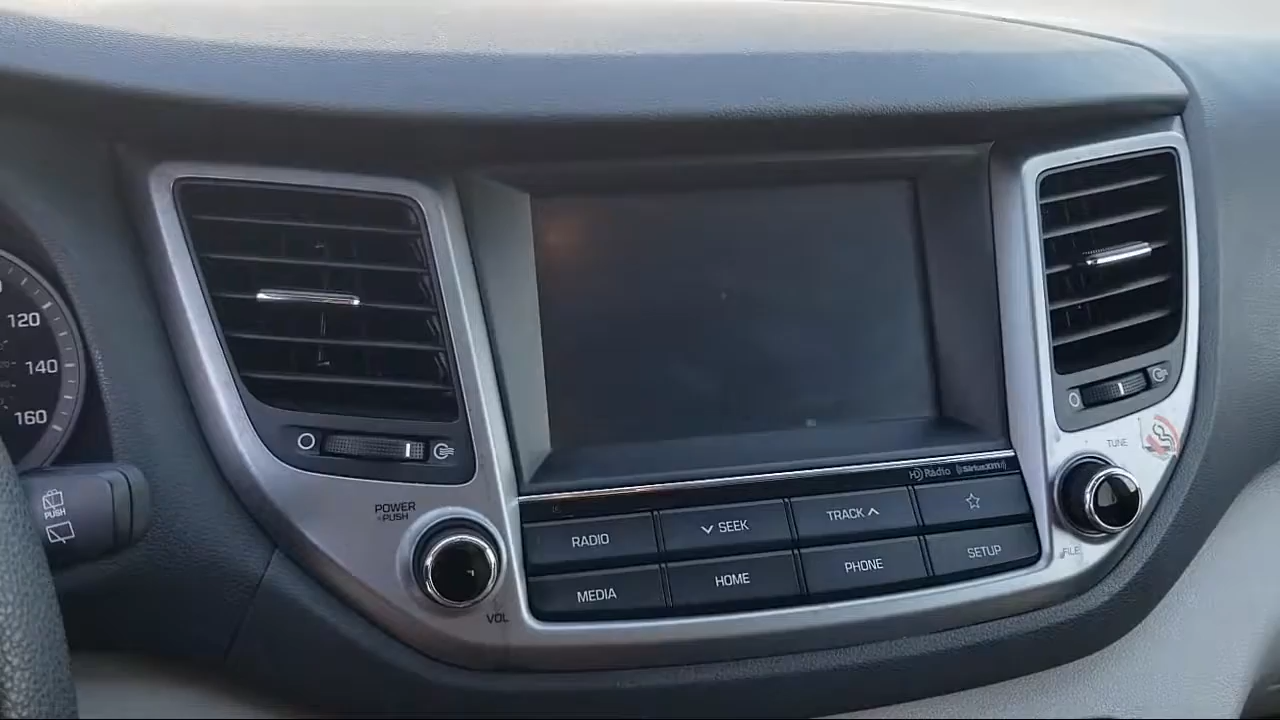 120
140
160
PUSH
POWER
PUSH
VOL
HD Radio
((SiriusXM))
RADIO
SEEK
TRACK
MEDIA
HOME
PHONE
SETUP
TUNE
FILE